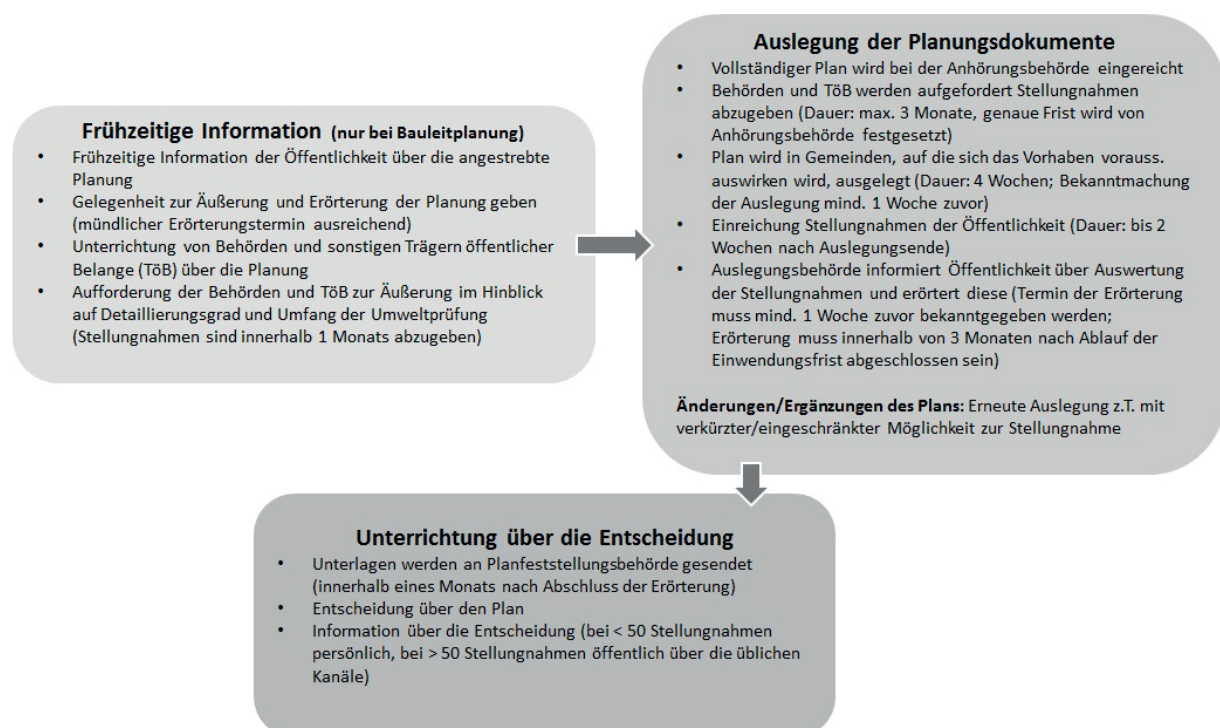 Frühzeitige Information (nur bei Bauleitplanung)
• Frühzeitige Information der Öffentlichkeit über die angestrebte
Planung
• Gelegenheit zur Äußerung und Erörterung der Planung geben
(mündlicher Erörterungstermin ausreichend)
• Unterrichtung von Behörden und sonstigen Trägern öffentlicher
Belange (TöB) über die Planung
• Aufforderung der Behörden und TöB zur Äußerung im Hinblick
auf Detaillierungsgrad und Umfang der Umweltprüfung
(Stellungnahmen sind innerhalb 1 Monats abzugeben)
Auslegung der Planungsdokumente
• Vollständiger Plan wird bei der Anhörungsbehörde eingereicht
• Behörden und TöB werden aufgefordert Stellungnahmen
abzugeben (Dauer: max. 3 Monate, genaue Frist wird von
Anhörungsbehörde festgesetzt)
• Plan wird in Gemeinden, auf die sich das Vorhaben vorauss.
auswirken wird, ausgelegt (Dauer: 4 Wochen; Bekanntmachung
der Auslegung mind. 1 Woche zuvor)
• Einreichung Stellungnahmen der Öffentlichkeit (Dauer: bis 2
Wochen nach Auslegungsende)
• Auslegungsbehörde informiert Öffentlichkeit über Auswertung
der Stellungnahmen und erörtert diese (Termin der Erörterung
muss mind. 1 Woche zuvor bekanntgegeben werden;
Erörterung muss innerhalb von 3 Monaten nach Ablauf der
Einwendungsfrist abgeschlossen sein)
Änderungen/Ergänzungen des Plans: Erneute Auslegung z.T. mit
verkürzter/eingeschränkter Möglichkeit zur Stellungnahme
Unterrichtung über die Entscheidung
• Unterlagen werden an Planfeststellungsbehörde gesendet
(innerhalb eines Monats nach Abschluss der Erörterung)
• Entscheidung über den Plan
• Information über die Entscheidung (bei < 50 Stellungnahmen
persönlich, bei > 50 Stellungnahmen öffentlich über die üblichen
Kanäle)